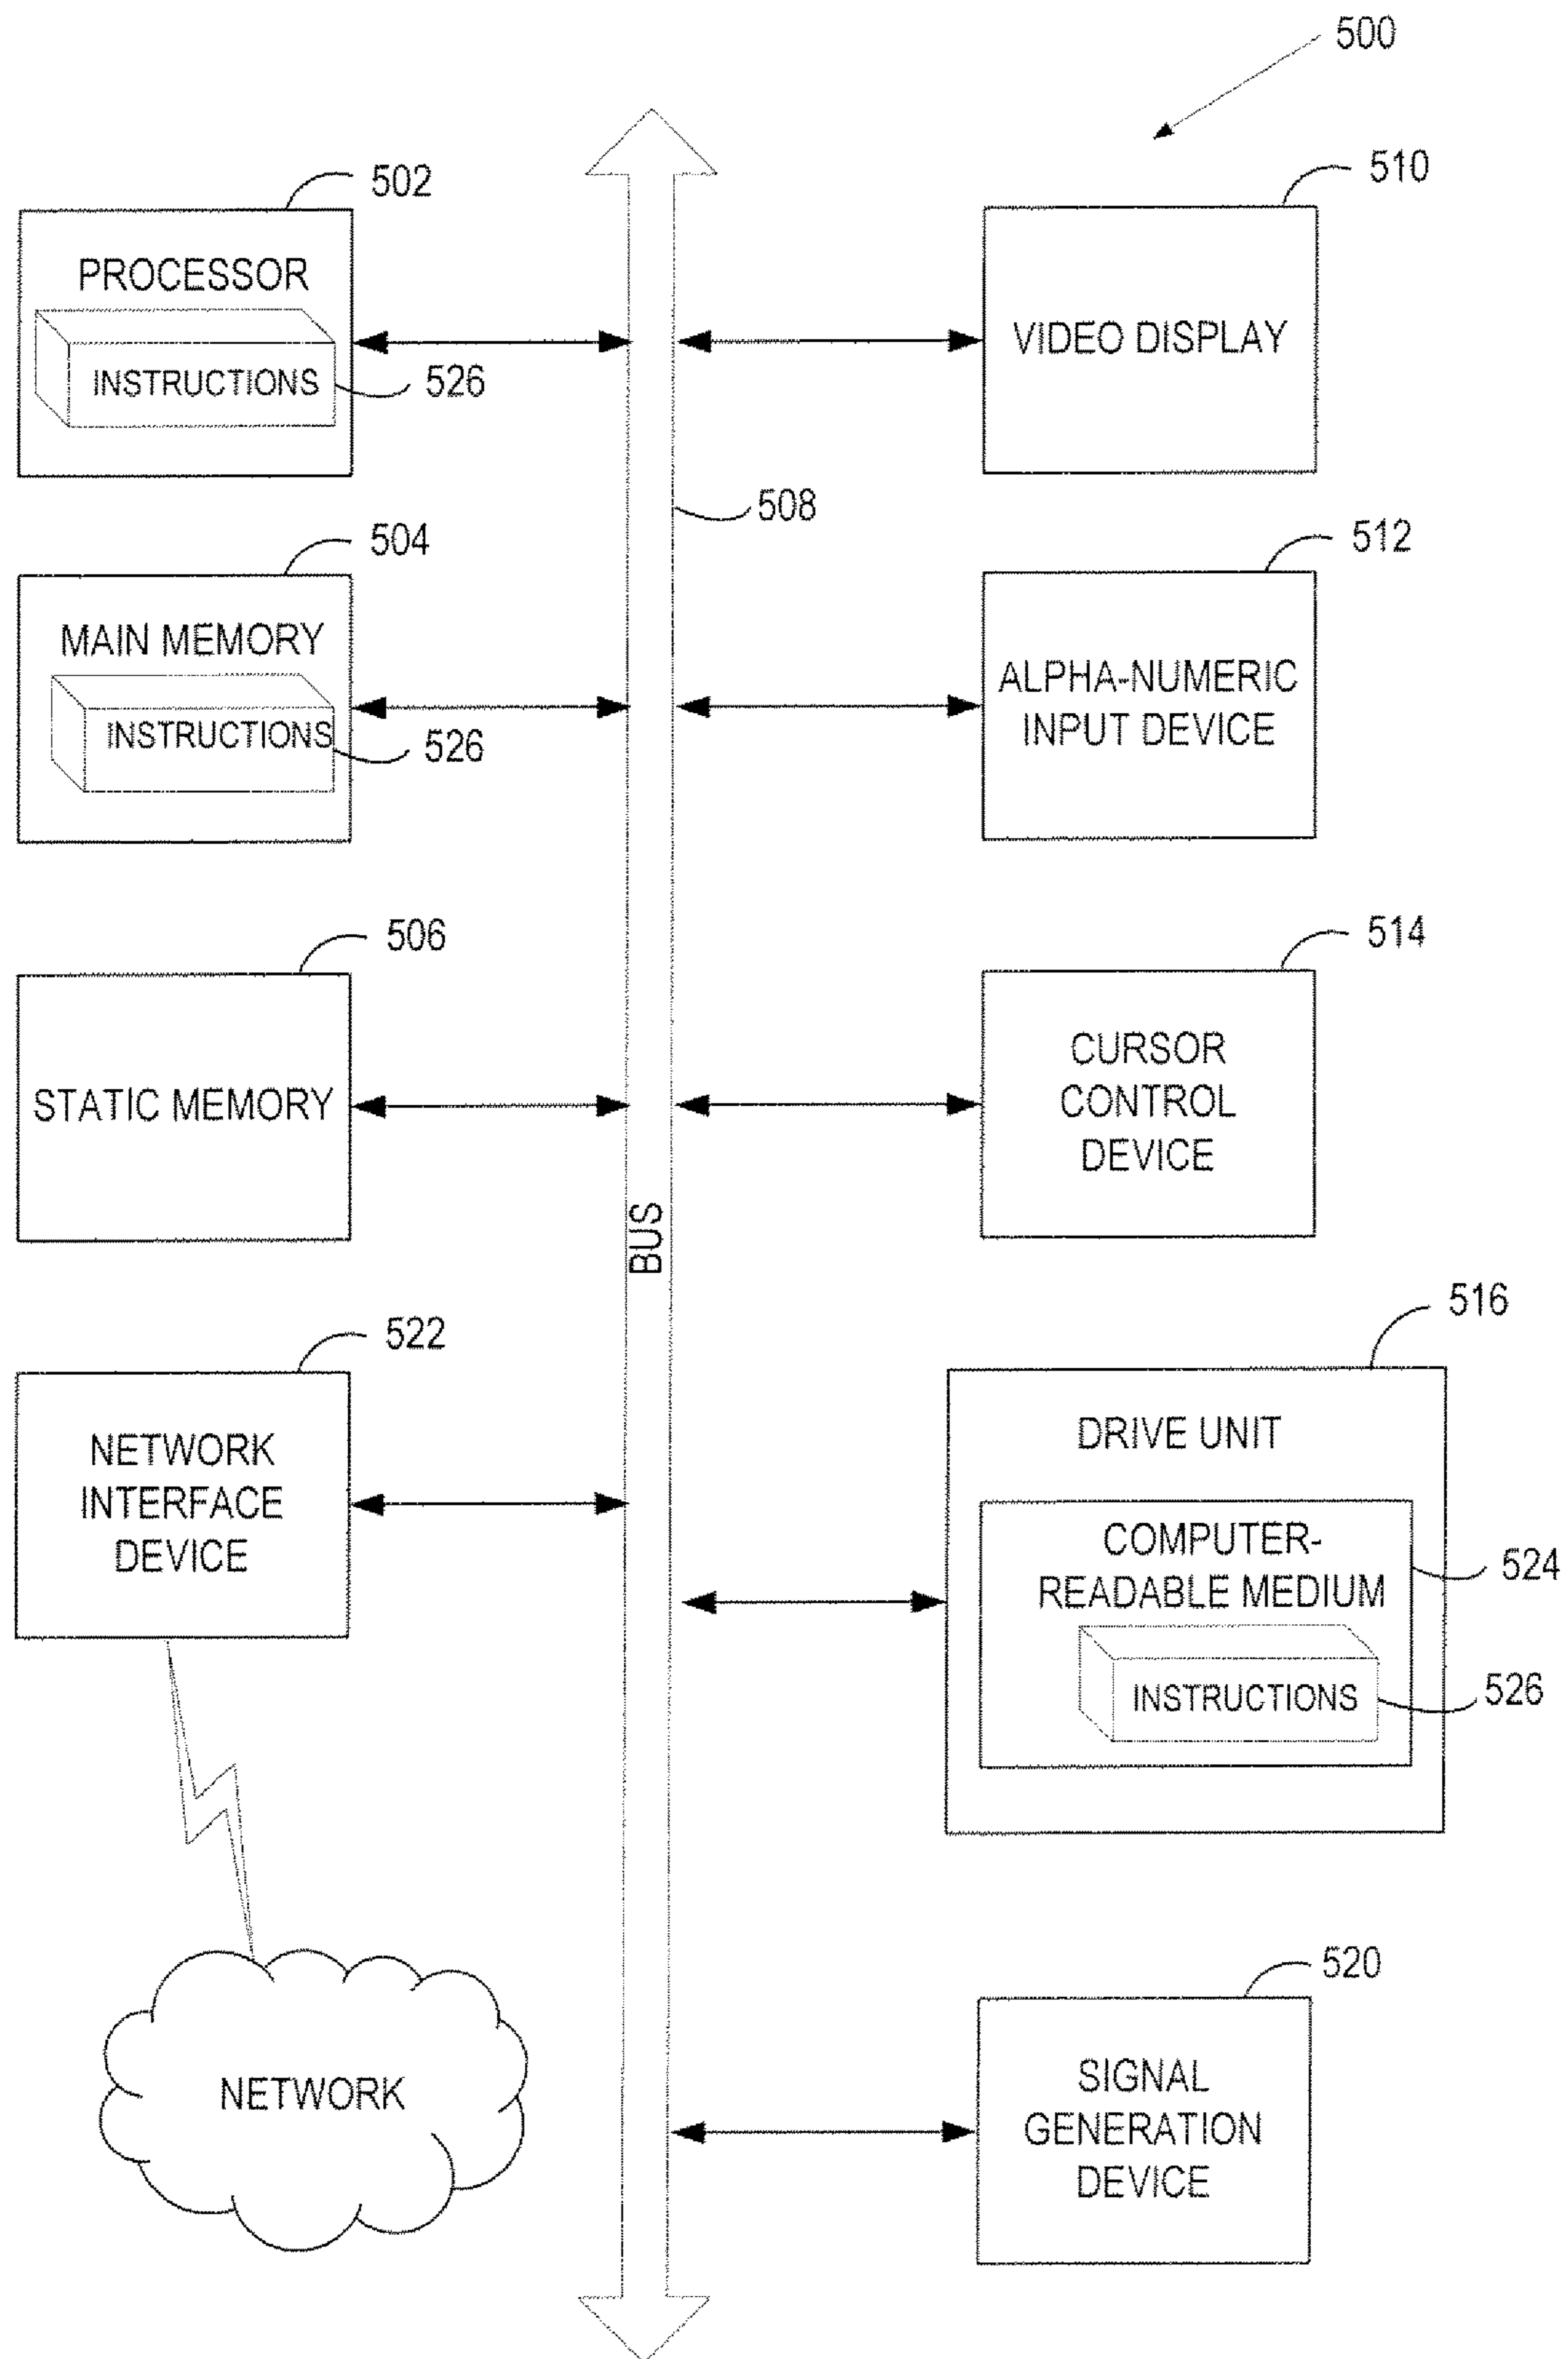 500
502
PROCESSOR
INSTRUCTIONS
526
510
VIDEO DISPLAY
508
504
MAIN MEMORY
INSTRUCTIONS
526
512
ALPHA-NUMERIC
INPUT DEVICE
506
STATIC MEMORY
514
CURSOR
CONTROL
DEVICE
BUS
522
NETWORK
INTERFACE
DEVICE
516
DRIVE UNIT
COMPUTER-
READABLE MEDIUM
524
INSTRUCTIONS
526
NETWORK
520
SIGNAL
GENERATION
DEVICE